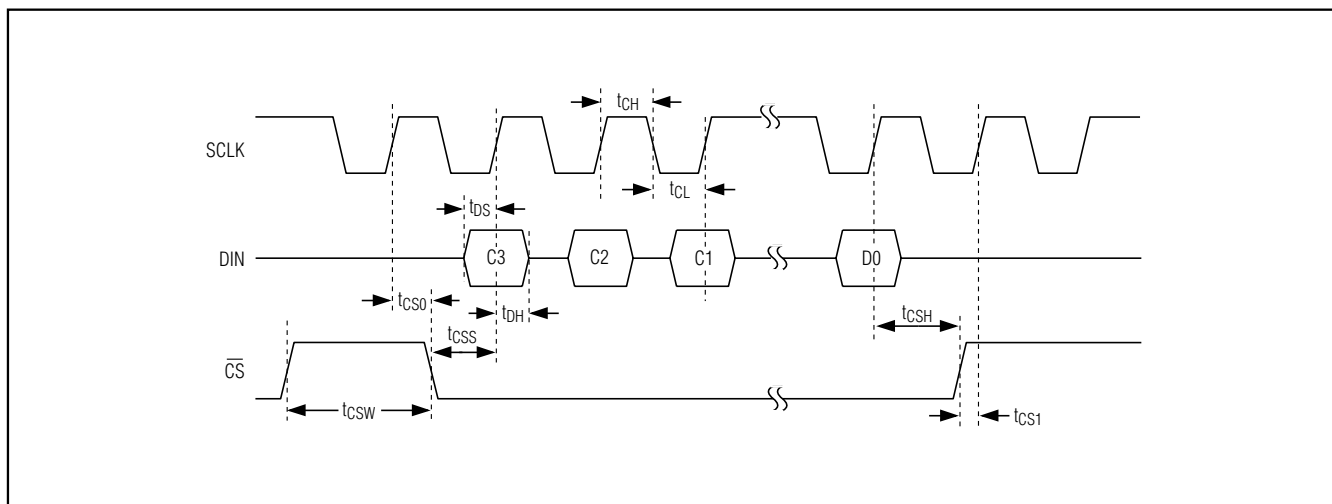 tCH
SCLK
tCL
tDS
DIN
C3
C2
C1
D0
tCS0
tDH
tCSH
tCSS
CS
tCSW
tCS1